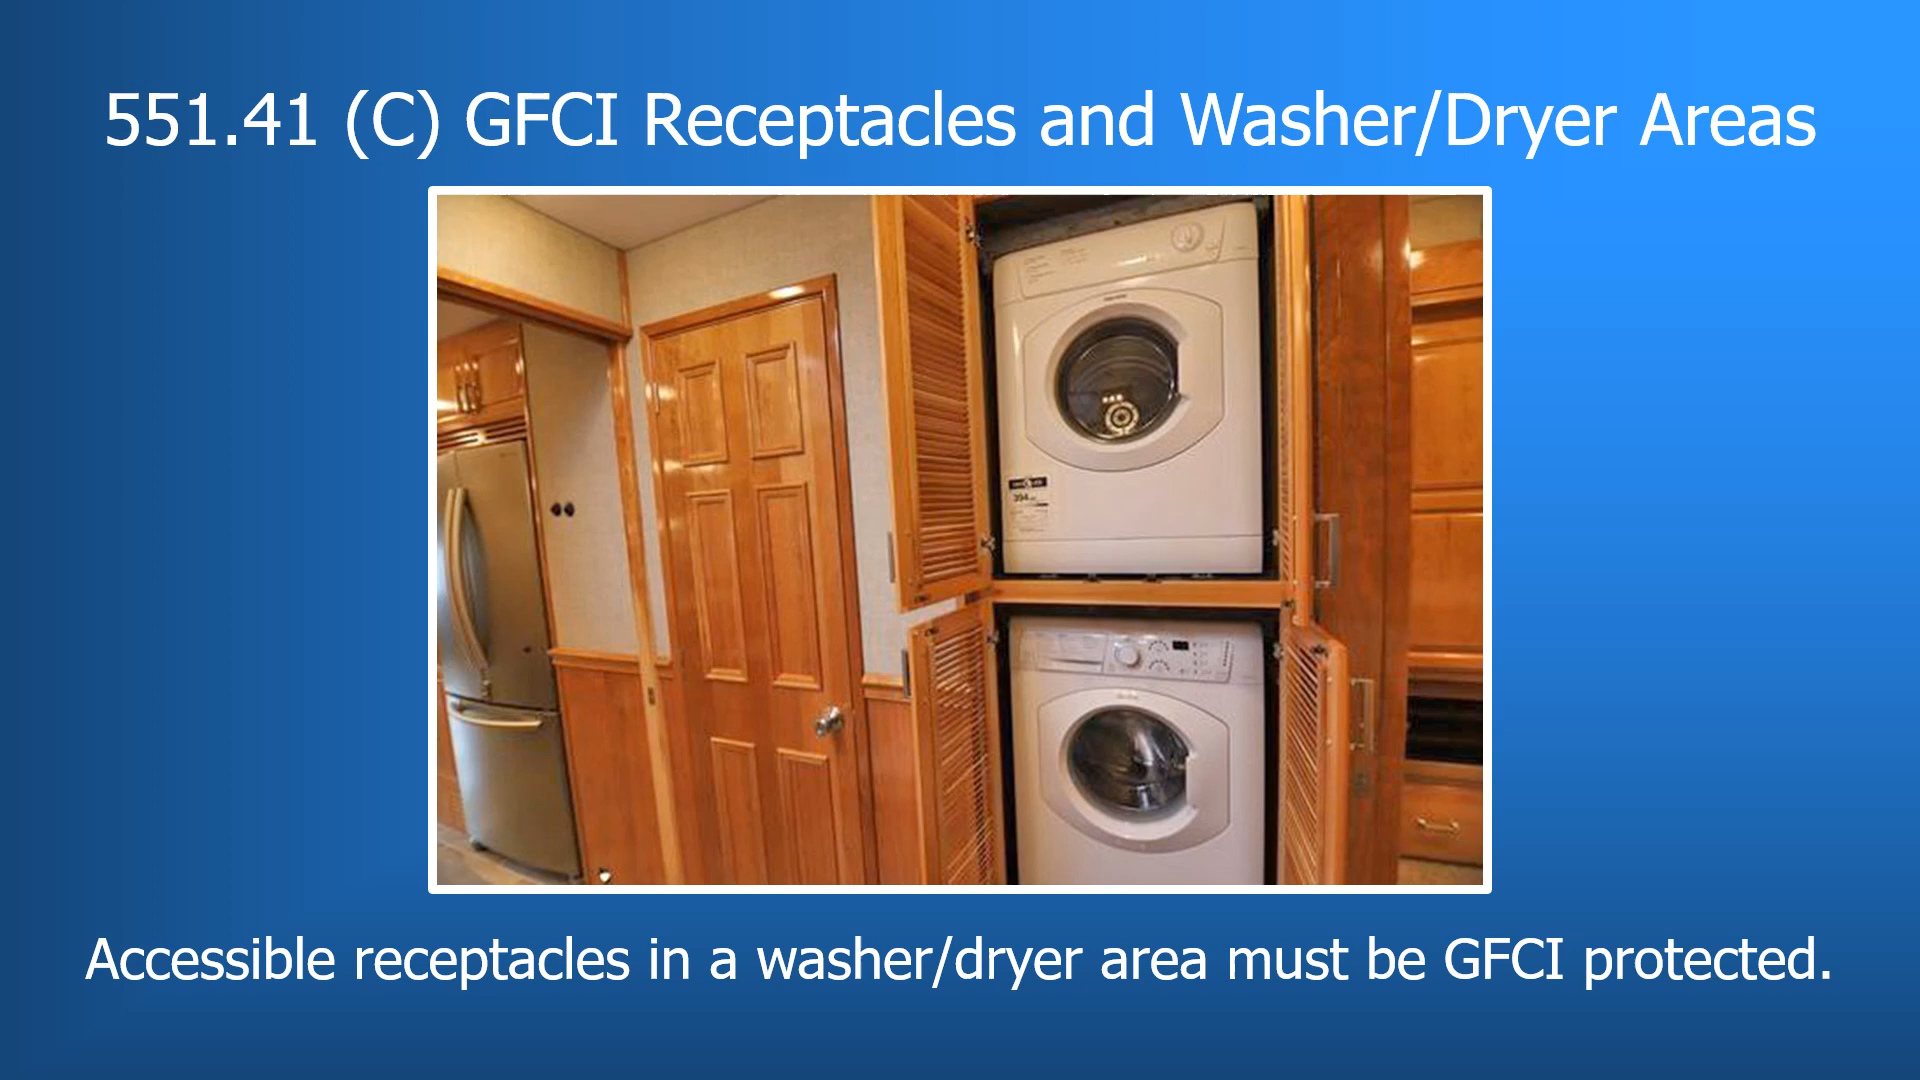 551.41 (C) GFCI Receptacles and Washer/Dryer Areas
Accessible receptacles in a washer/dryer area must be GFCI protected.